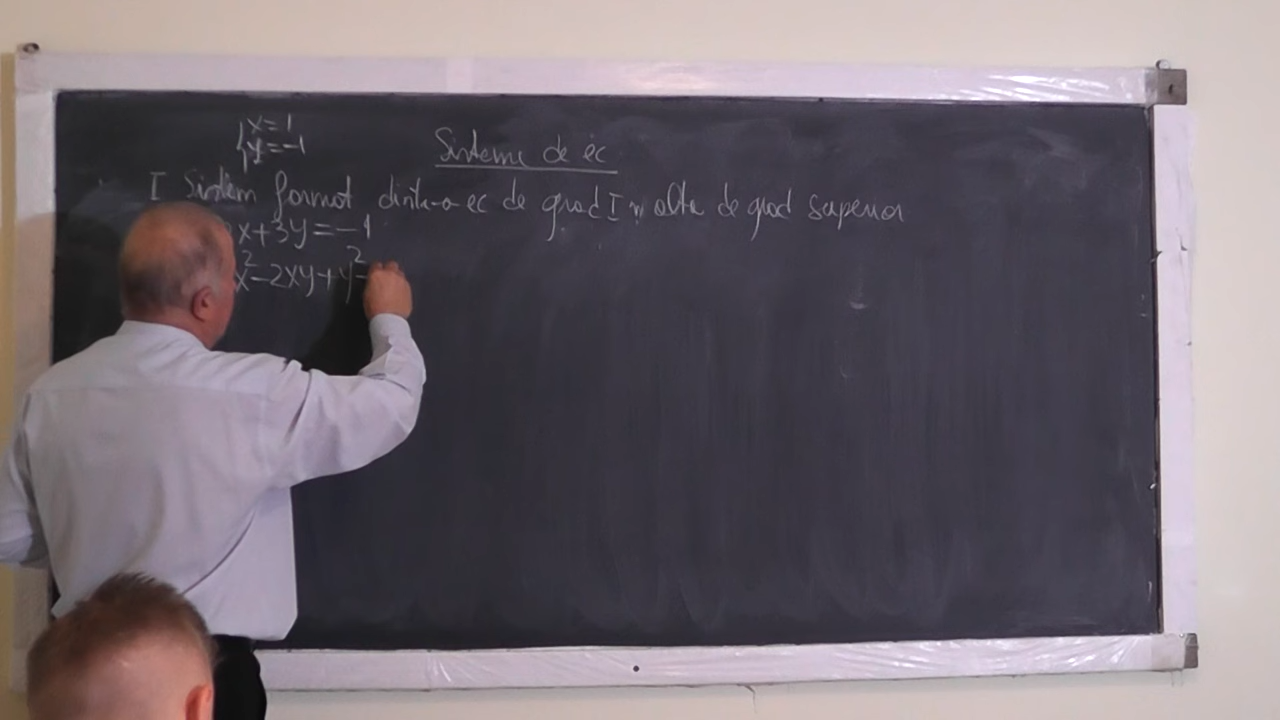 x=1
y=-1
Sisteme de ec
I Sistem format dintr-o ec de grad I și alta de grad superior
x+3y=-1
x²-2xy+y²